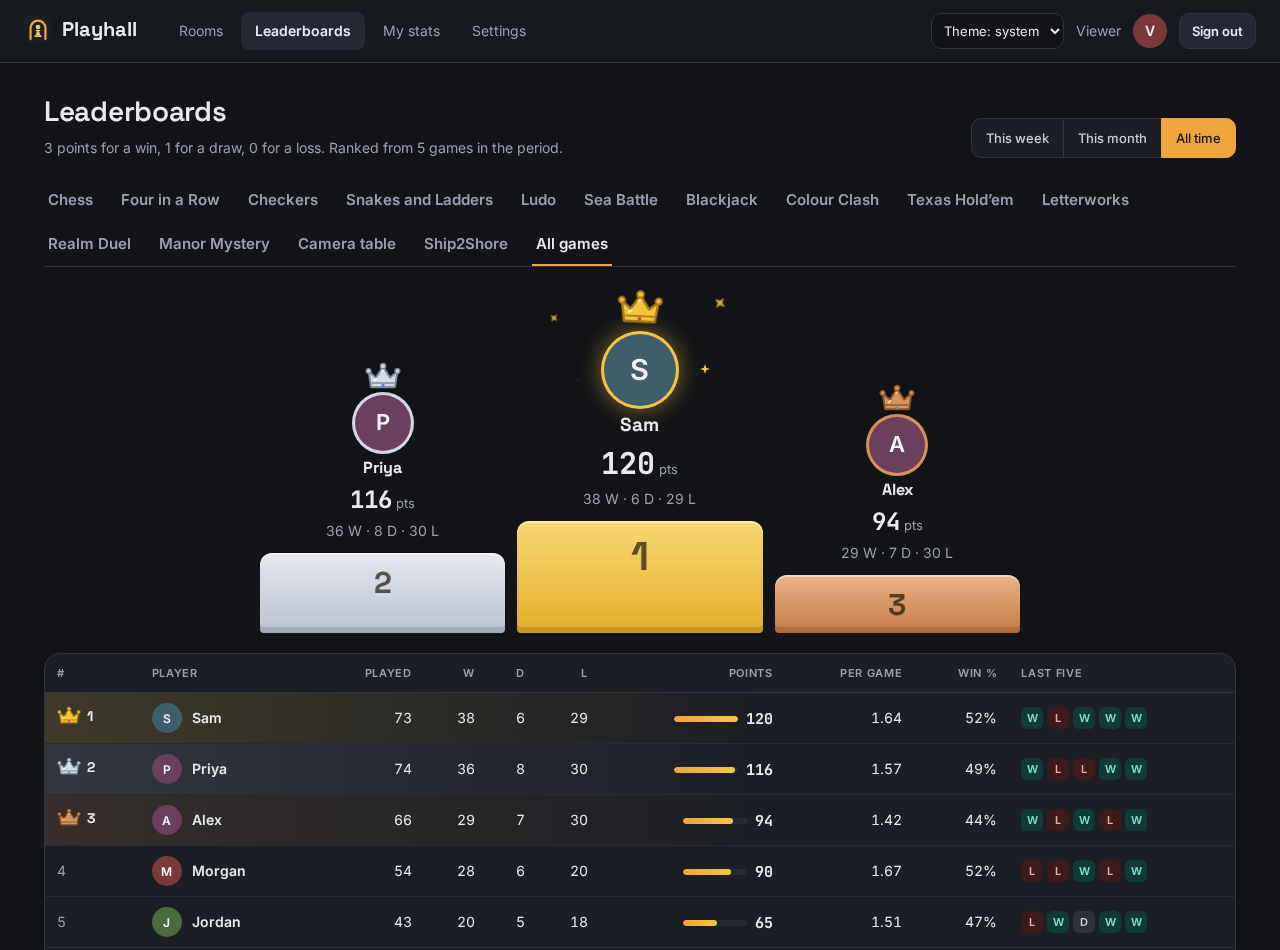 Playhall Rooms Leaderboards My stats Settings Theme: system Viewer V Sign out
Leaderboards
3 points for a win, 1 for a draw, 0 for a loss. Ranked from 5 games in the period.
This week This month All time
Chess Four in a Row Checkers Snakes and Ladders Ludo Sea Battle Blackjack Colour Clash Texas Hold’em Letterworks
Realm Duel Manor Mystery Camera table Ship2Shore All games
S
Sam
120 pts
38 W · 6 D · 29 L
1
P
Priya
116 pts
36 W · 8 D · 30 L
2
A
Alex
94 pts
29 W · 7 D · 30 L
3
# PLAYER PLAYED W D L POINTS PER GAME WIN % LAST FIVE
1 S Sam 73 38 6 29 120 1.64 52% W L W W W
2 P Priya 74 36 8 30 116 1.57 49% W L L W W
3 A Alex 66 29 7 30 94 1.42 44% W L W L W
4 M Morgan 54 28 6 20 90 1.67 52% L L W L W
5 J Jordan 43 20 5 18 65 1.51 47% L W D W W